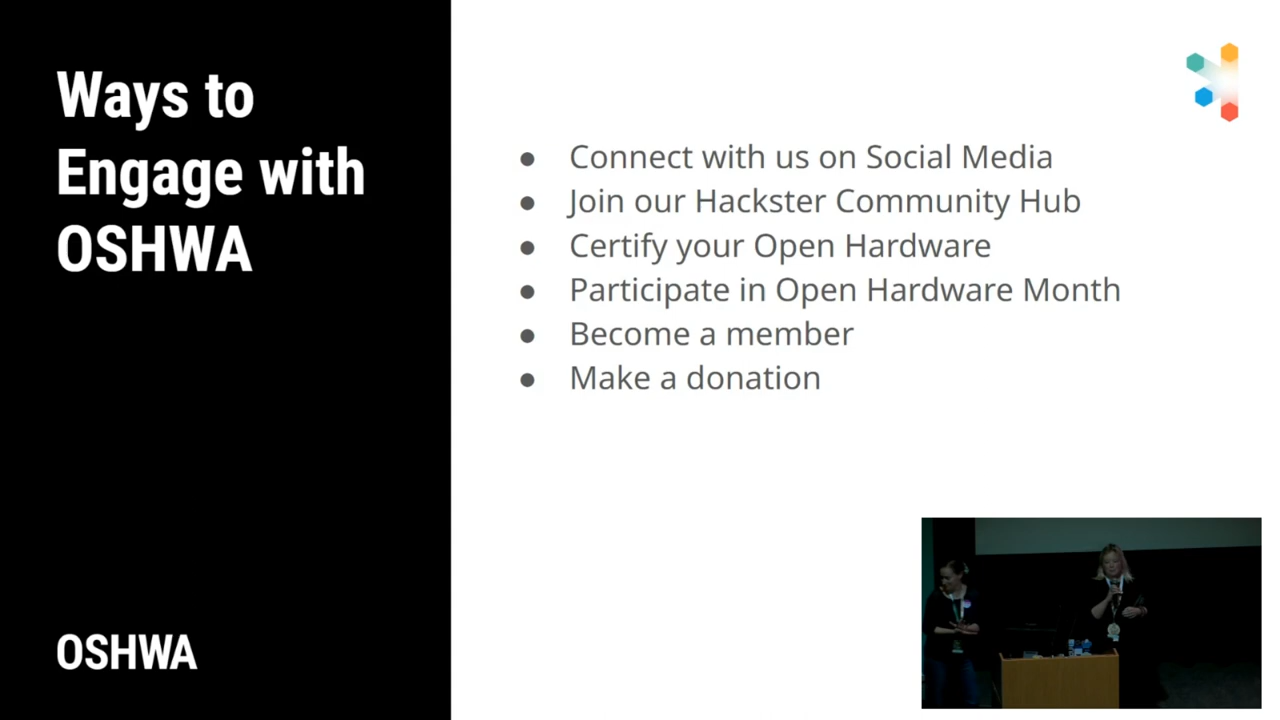 Ways to
Engage with
OSHWA
Connect with us on Social Media
Join our Hackster Community Hub
Certify your Open Hardware
Participate in Open Hardware Month
Become a member
Make a donation
OSHWA